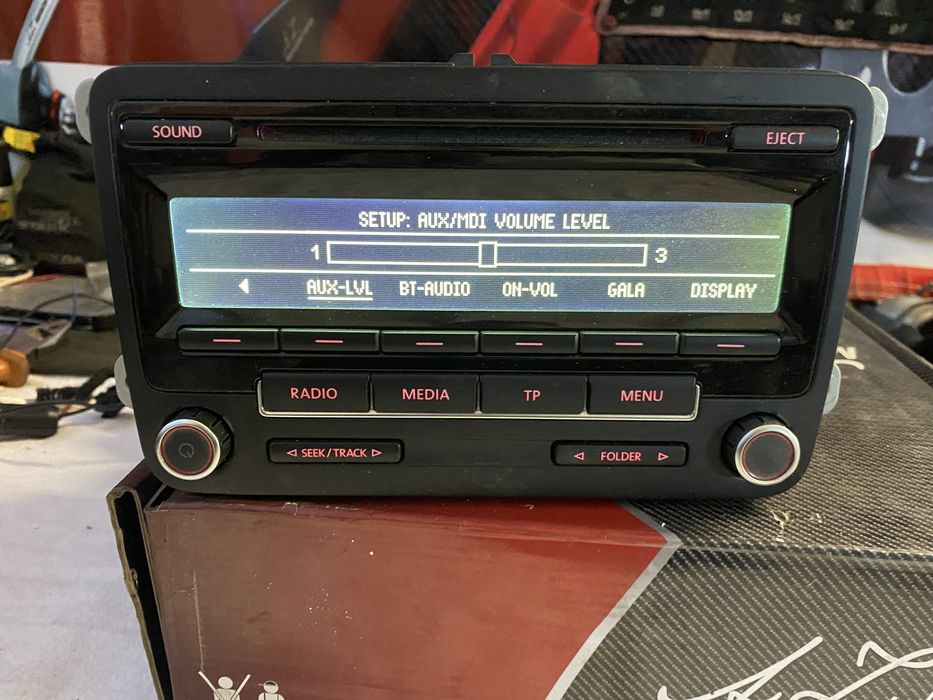 SOUND
EJECT
SETUP: AUX/MDI VOLUME LEVEL
1 3
AUX-LVL BT-AUDIO ON-VOL GALA DISPLAY
RADIO MEDIA TP MENU
SEEK/TRACK FOLDER